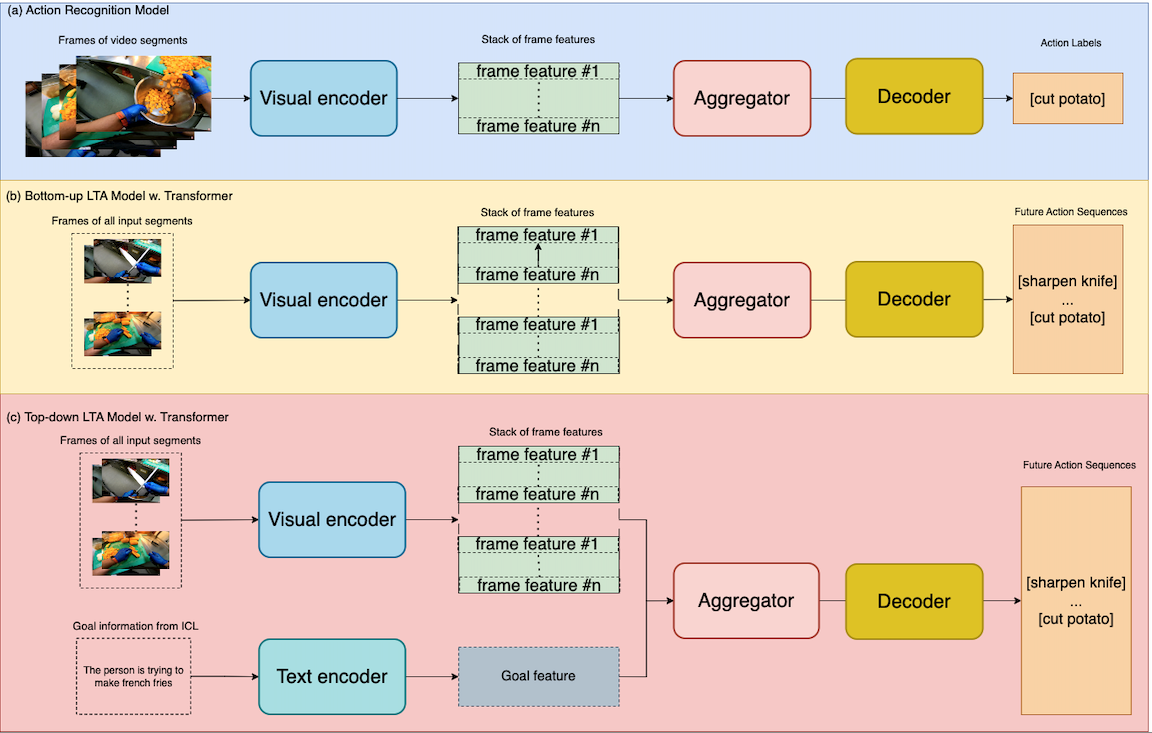 (a) Action Recognition Model
Frames of video segments
Stack of frame features
Action Labels
Visual encoder
frame feature #1
frame feature #n
Aggregator
Decoder
[cut potato]
(b) Bottom-up LTA Model w. Transformer
Frames of all input segments
Stack of frame features
Future Action Sequences
Visual encoder
frame feature #1
frame feature #n
frame feature #1
frame feature #n
Aggregator
Decoder
[sharpen knife]
...
[cut potato]
(c) Top-down LTA Model w. Transformer
Frames of all input segments
Stack of frame features
Future Action Sequences
Visual encoder
frame feature #1
frame feature #n
frame feature #1
frame feature #n
Goal information from ICL
The person is trying to
make french fries
Text encoder
Goal feature
Aggregator
Decoder
[sharpen knife]
...
[cut potato]